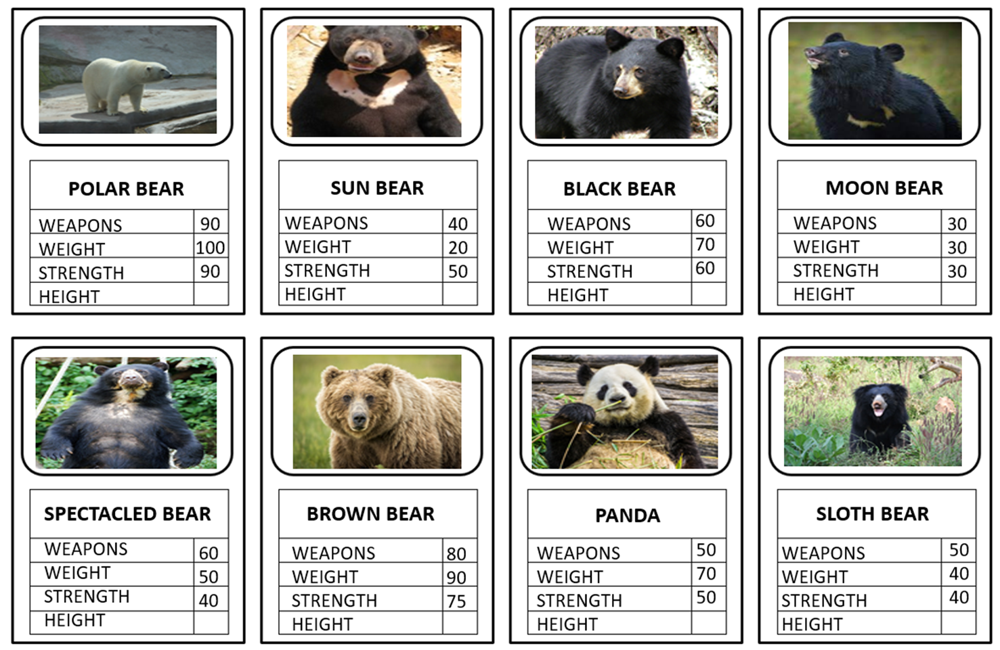 POLAR BEAR
WEAPONS 90
WEIGHT 100
STRENGTH 90
HEIGHT
SUN BEAR
WEAPONS 40
WEIGHT 20
STRENGTH 50
HEIGHT
BLACK BEAR
WEAPONS 60
WEIGHT 70
STRENGTH 60
HEIGHT
MOON BEAR
WEAPONS 30
WEIGHT 30
STRENGTH 30
HEIGHT
SPECTACLED BEAR
WEAPONS 60
WEIGHT 50
STRENGTH 40
HEIGHT
BROWN BEAR
WEAPONS 80
WEIGHT 90
STRENGTH 75
HEIGHT
PANDA
WEAPONS 50
WEIGHT 70
STRENGTH 50
HEIGHT
SLOTH BEAR
WEAPONS 50
WEIGHT 40
STRENGTH 40
HEIGHT